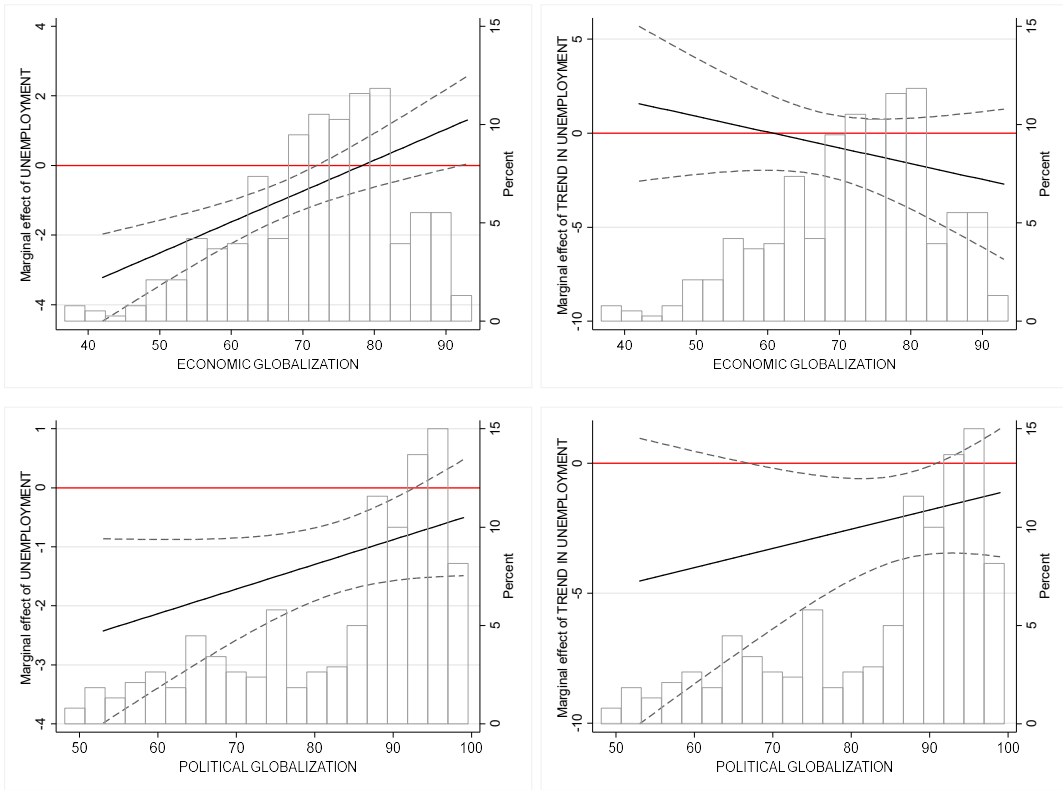 Marginal effect of UNEMPLOYMENT
4
2
0
-2
-4
15
10
5
0
Percent
40 50 60 70 80 90
ECONOMIC GLOBALIZATION
Marginal effect of TREND IN UNEMPLOYMENT
5
0
-5
-10
15
10
5
0
Percent
40 50 60 70 80 90
ECONOMIC GLOBALIZATION
Marginal effect of UNEMPLOYMENT
1
0
-1
-2
-3
-4
15
10
5
0
Percent
50 60 70 80 90 100
POLITICAL GLOBALIZATION
Marginal effect of TREND IN UNEMPLOYMENT
0
-5
-10
15
10
5
0
Percent
50 60 70 80 90 100
POLITICAL GLOBALIZATION